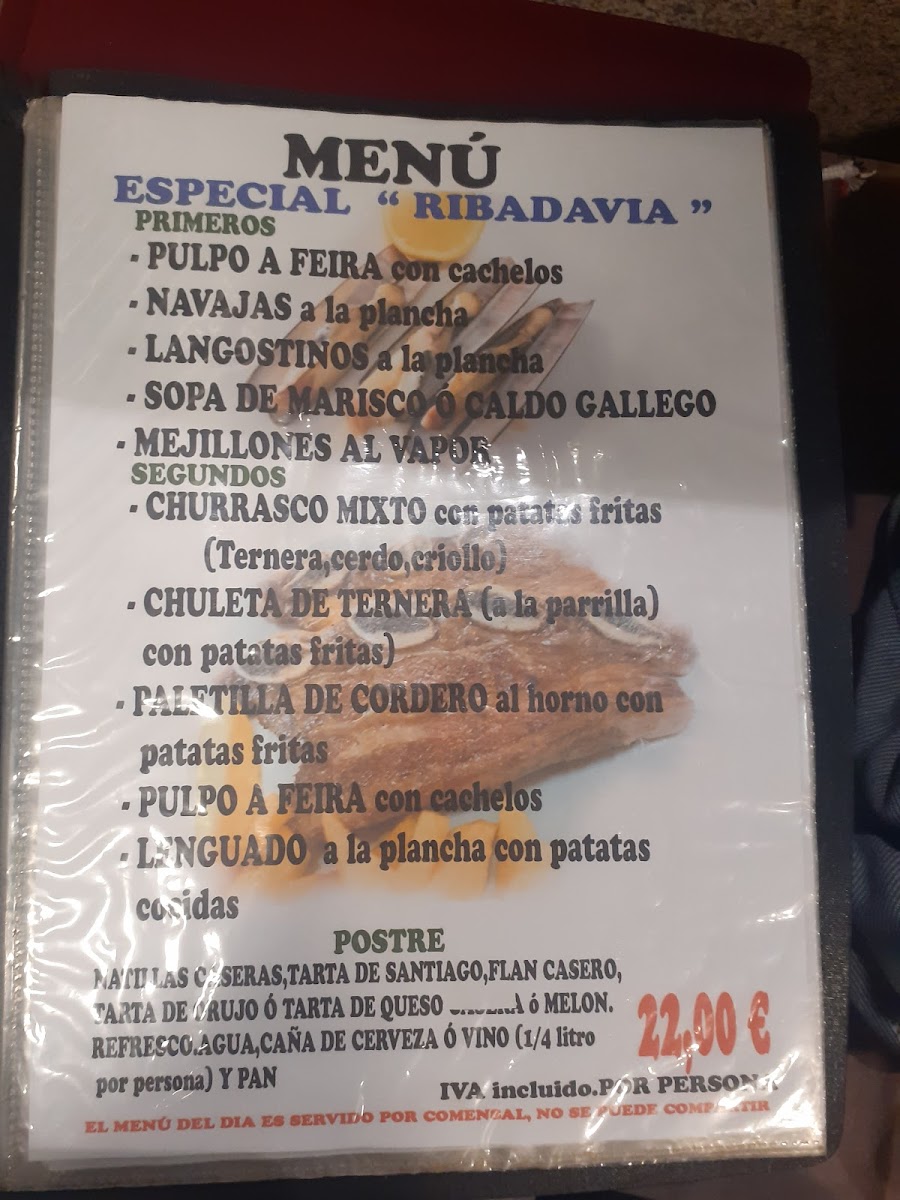 MENÚ
ESPECIAL “ RIBADAVIA ”
PRIMEROS
- PULPO A FEIRA con cachelos
- NAVAJAS a la plancha
- LANGOSTINOS a la plancha
- SOPA DE MARISCO Ó CALDO GALLEGO
- MEJILLONES AL VAPOR
SEGUNDOS
- CHURRASCO MIXTO con patatas fritas
(Ternera,cerdo,criollo)
- CHULETA DE TERNERA (a la parrilla)
con patatas fritas)
- PALETILLA DE CORDERO al horno con
patatas fritas
- PULPO A FEIRA con cachelos
- LENGUADO a la plancha con patatas
cocidas
POSTRE
NATILLAS CASERAS,TARTA DE SANTIAGO,FLAN CASERO,
TARTA DE ORUJO Ó TARTA DE QUESO ó MELON.
REFRESCO.AGUA,CAÑA DE CERVEZA Ó VINO (1/4 litro
por persona) Y PAN
22,00 €
IVA incluido.POR PERSONA
EL MENÚ DEL DIA ES SERVIDO POR COMENSAL, NO SE PUEDE COMPARTIR